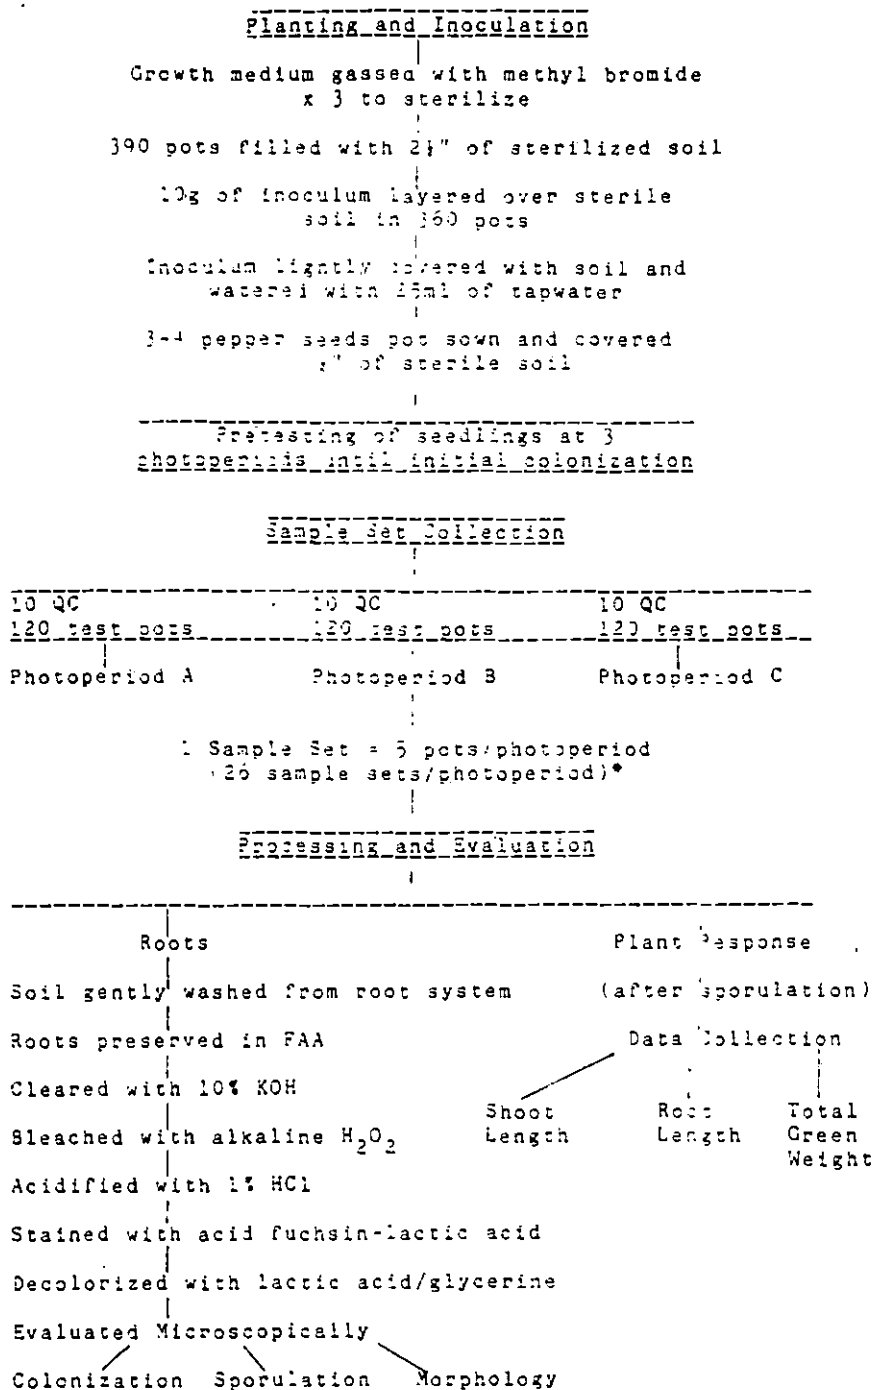 Planting and Inoculation
Growth medium gassed with methyl bromide
x 3 to sterilize
390 pots filled with of sterilized soil
10g of inoculum layered over sterile
soil in 360 pots
Inoculum lightly covered with soil and
watered with of tapwater
3-4 pepper seeds pot sown and covered
of sterile soil
Pretesting of seedlings at 3
photoperiods until initial colonization
Sample Set Collection
10 QC 10 QC 10 QC
120 test pots 120 test pots 120 test pots
Photoperiod A Photoperiod B Photoperiod C
1 Sample Set = 5 pots/photoperiod
(26 sample sets/photoperiod)*
Processing and Evaluation
Roots Plant Response
Soil gently washed from root system (after sporulation)
Roots preserved in FAA Data Collection
Cleared with 10% KOH
Shoot Root Total
Bleached with alkaline H₂O₂ Length Length Green
Weight
Acidified with 1% HCl
Stained with acid fuchsin-lactic acid
Decolorized with lactic acid/glycerine
Evaluated Microscopically
Colonization Sporulation Morphology